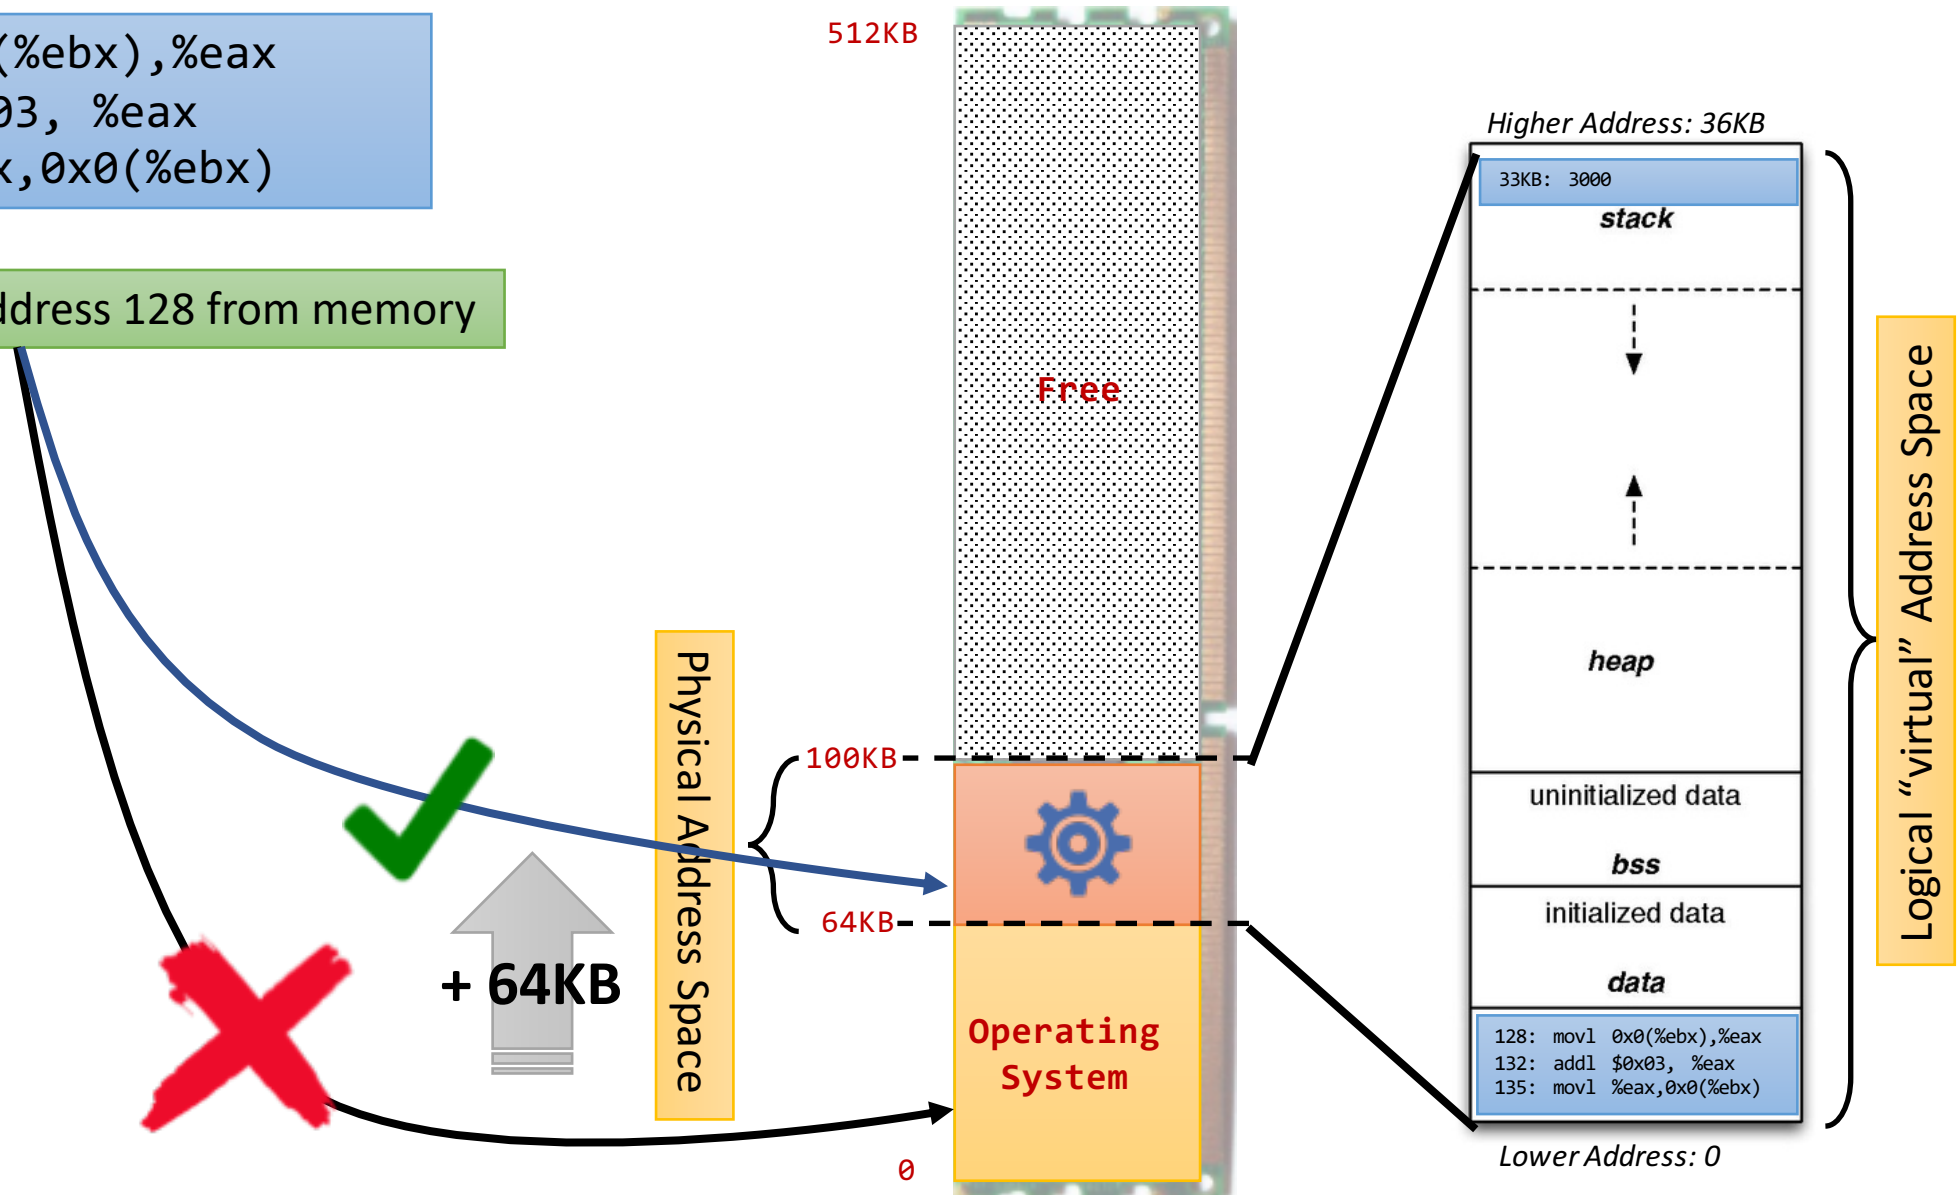 (%ebx),%eax
03, %eax
x,0x0(%ebx)
ddress 128 from memory
+ 64KB
Physical Address Space
512KB
Free
100KB
64KB
Operating
System
0
Higher Address: 36KB
33KB: 3000
stack
heap
uninitialized data
bss
initialized data
data
128: movl 0x0(%ebx),%eax
132: addl $0x03, %eax
135: movl %eax,0x0(%ebx)
Lower Address: 0
Logical “virtual” Address Space